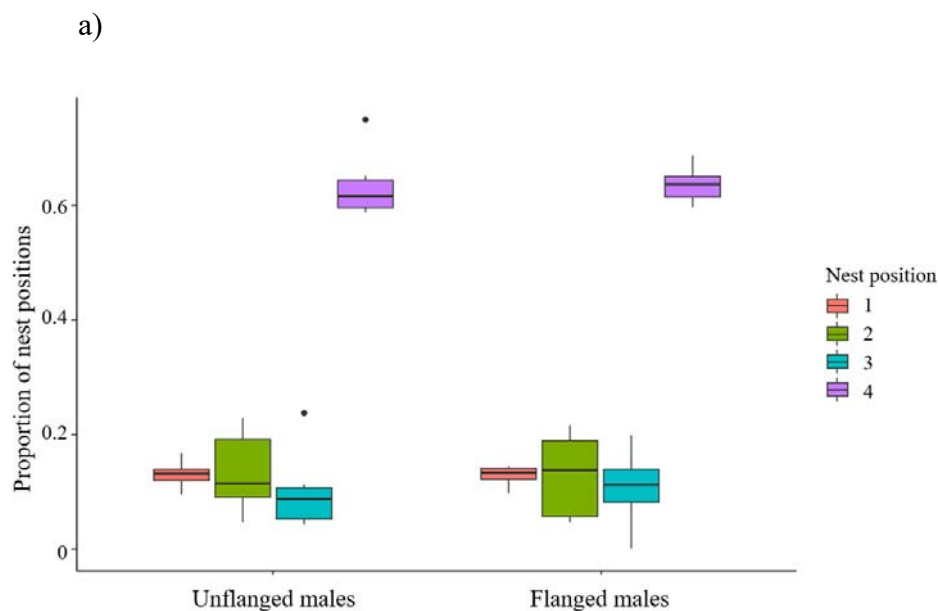 a)
Proportion of nest positions
0.6
0.4
0.2
0
Unflanged males
Flanged males
Nest position
1
2
3
4